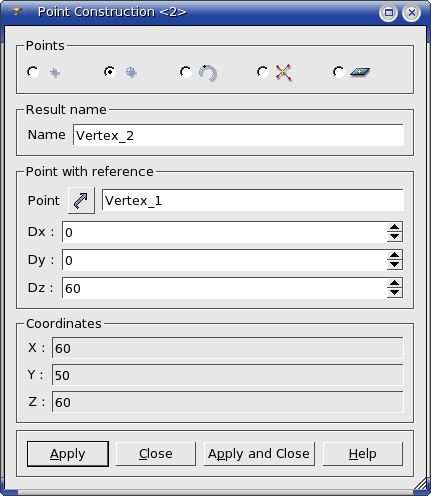 Point Construction <2>
Points
Result name
Name Vertex_2
Point with reference
Point Vertex_1
Dx : 0
Dy : 0
Dz : 60
Coordinates
X : 60
Y : 50
Z : 60
Apply Close Apply and Close Help